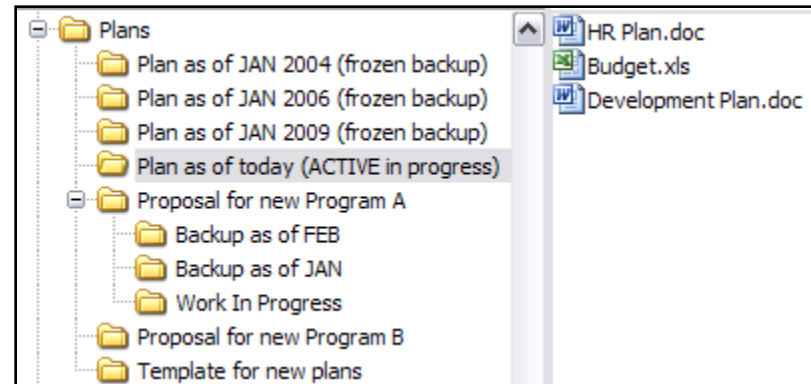 Plans
Plan as of JAN 2004 (frozen backup)
Plan as of JAN 2006 (frozen backup)
Plan as of JAN 2009 (frozen backup)
Plan as of today (ACTIVE in progress)
Proposal for new Program A
Backup as of FEB
Backup as of JAN
Work In Progress
Proposal for new Program B
Template for new plans
HR Plan.doc
Budget.xls
Development Plan.doc